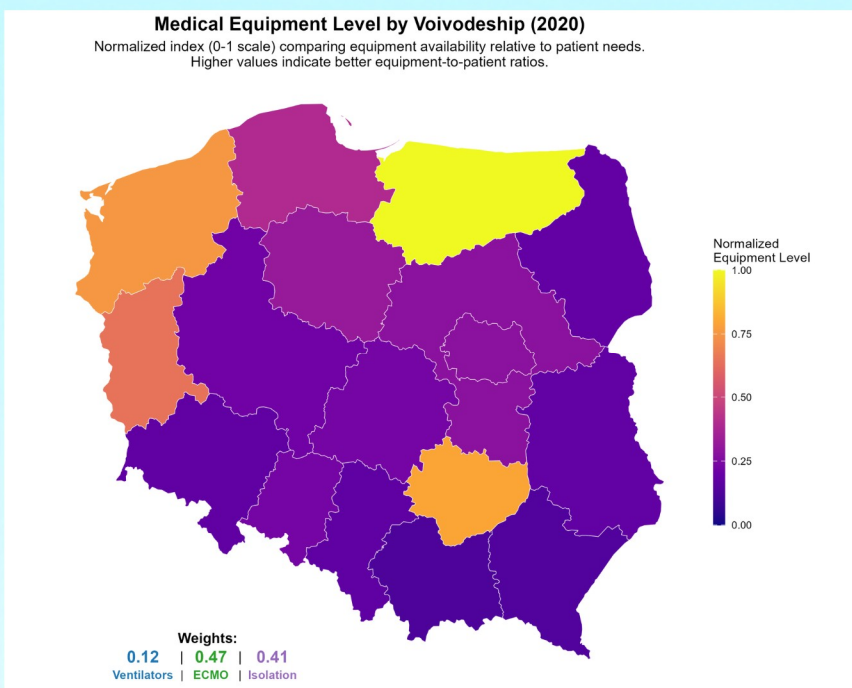 Medical Equipment Level by Voivodeship (2020)
Normalized index (0-1 scale) comparing equipment availability relative to patient needs.
Higher values indicate better equipment-to-patient ratios.
Normalized
Equipment Level
1.00
0.75
0.50
0.25
0.00
Weights:
0.12 | 0.47 | 0.41
Ventilators | ECMO | Isolation